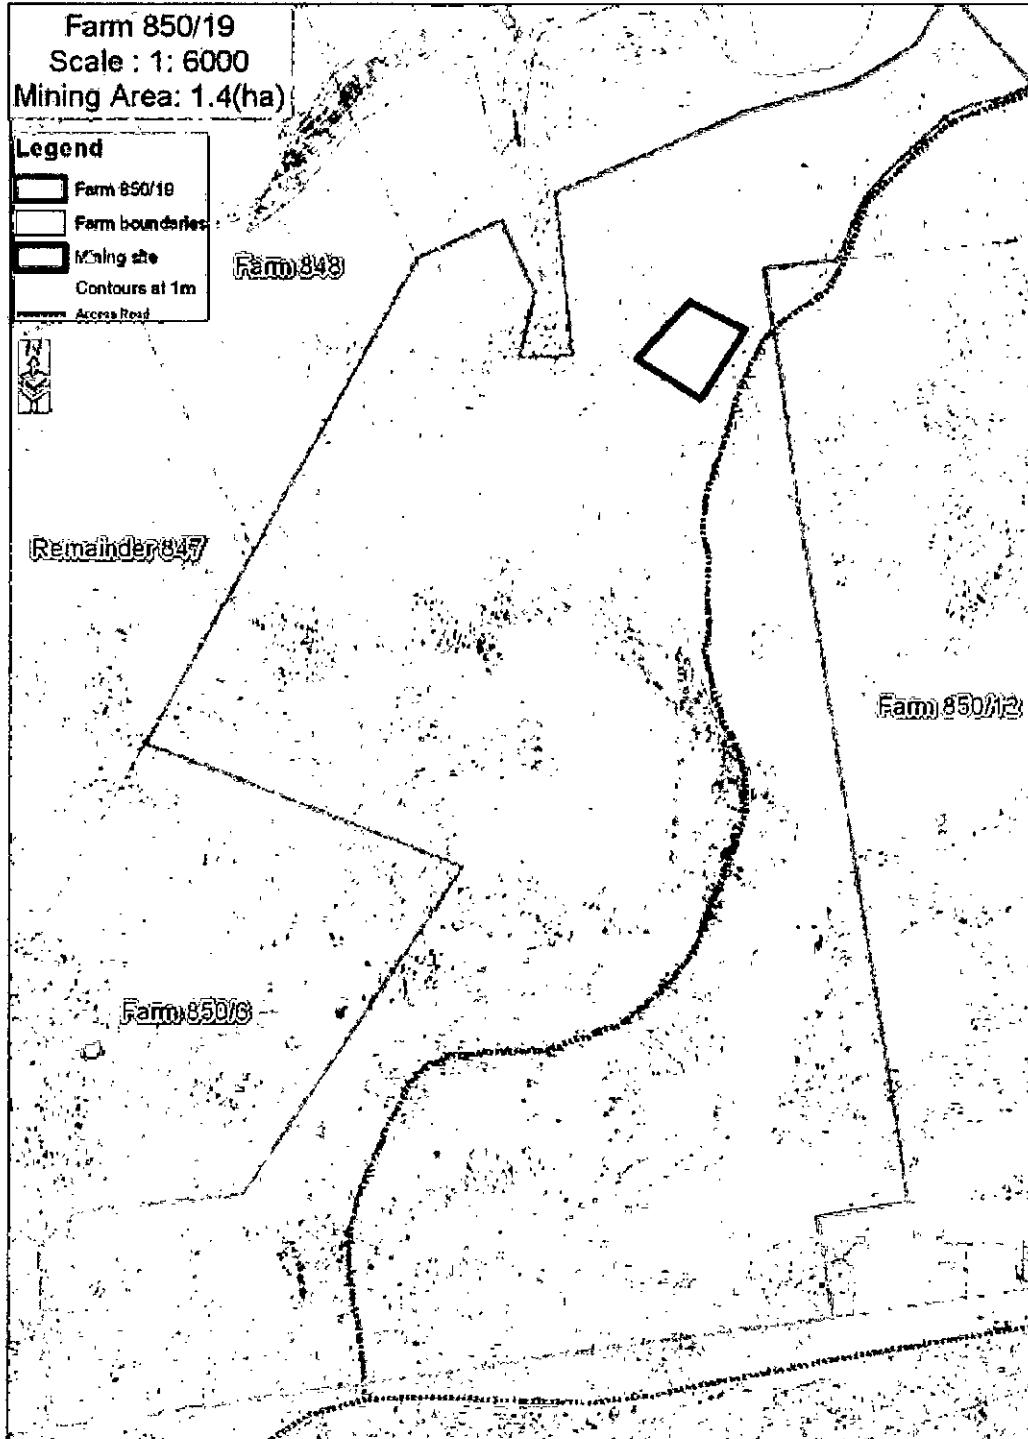 Farm 850/19
Scale : 1: 6000
Mining Area: 1.4(ha)
Legend
Farm 850/19
Farm boundaries
Mining site
Contours at 1m
Access Road
N
Farm 848
Remainder 847
Farm 850/12
Farm 850/6